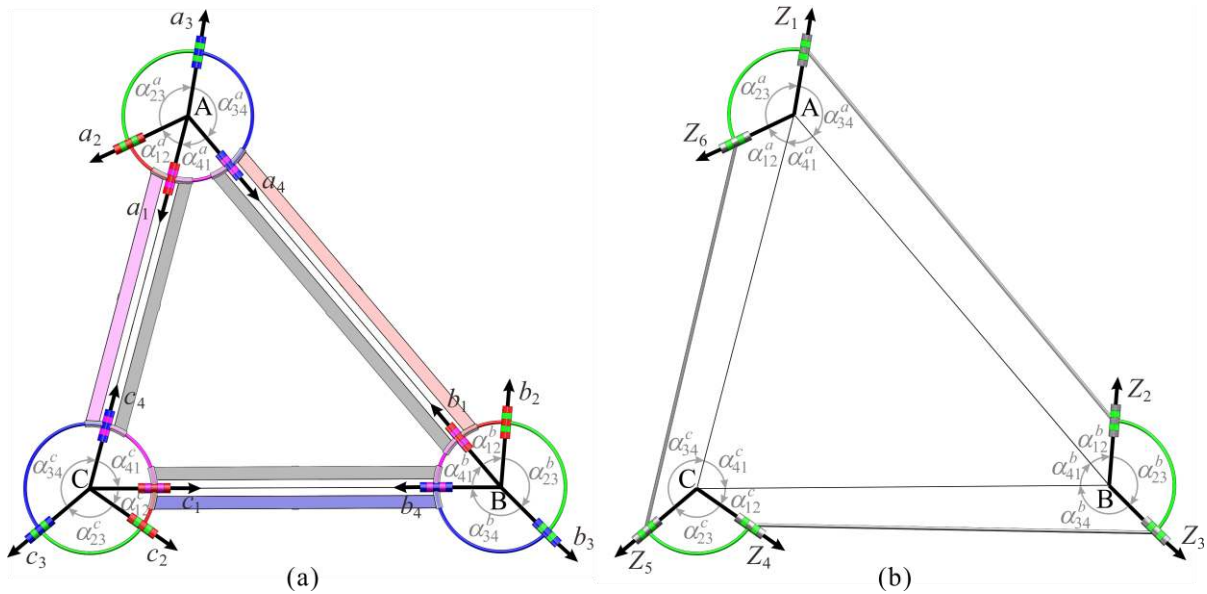 a₃
α₂₃ᵃ
A
α₃₄ᵃ
a₂
α₁₂ᵃ
α₄₁ᵃ
a₁
a₄
c₄
b₁
b₂
α₃₄ᶜ
α₄₁ᶜ
α₁₂ᵇ
α₄₁ᵇ
α₂₃ᵇ
C
c₁
α₁₂ᶜ
b₄
B
α₃₄ᵇ
c₃
α₂₃ᶜ
c₂
b₃
(a)
Z₁
α₂₃ᵃ
A
α₃₄ᵃ
Z₆
α₁₂ᵃ
α₄₁ᵃ
Z₂
α₃₄ᶜ
α₄₁ᶜ
α₁₂ᵇ
α₄₁ᵇ
α₂₃ᵇ
C
α₁₂ᶜ
B
α₃₄ᵇ
α₂₃ᶜ
Z₅
Z₄
Z₃
(b)